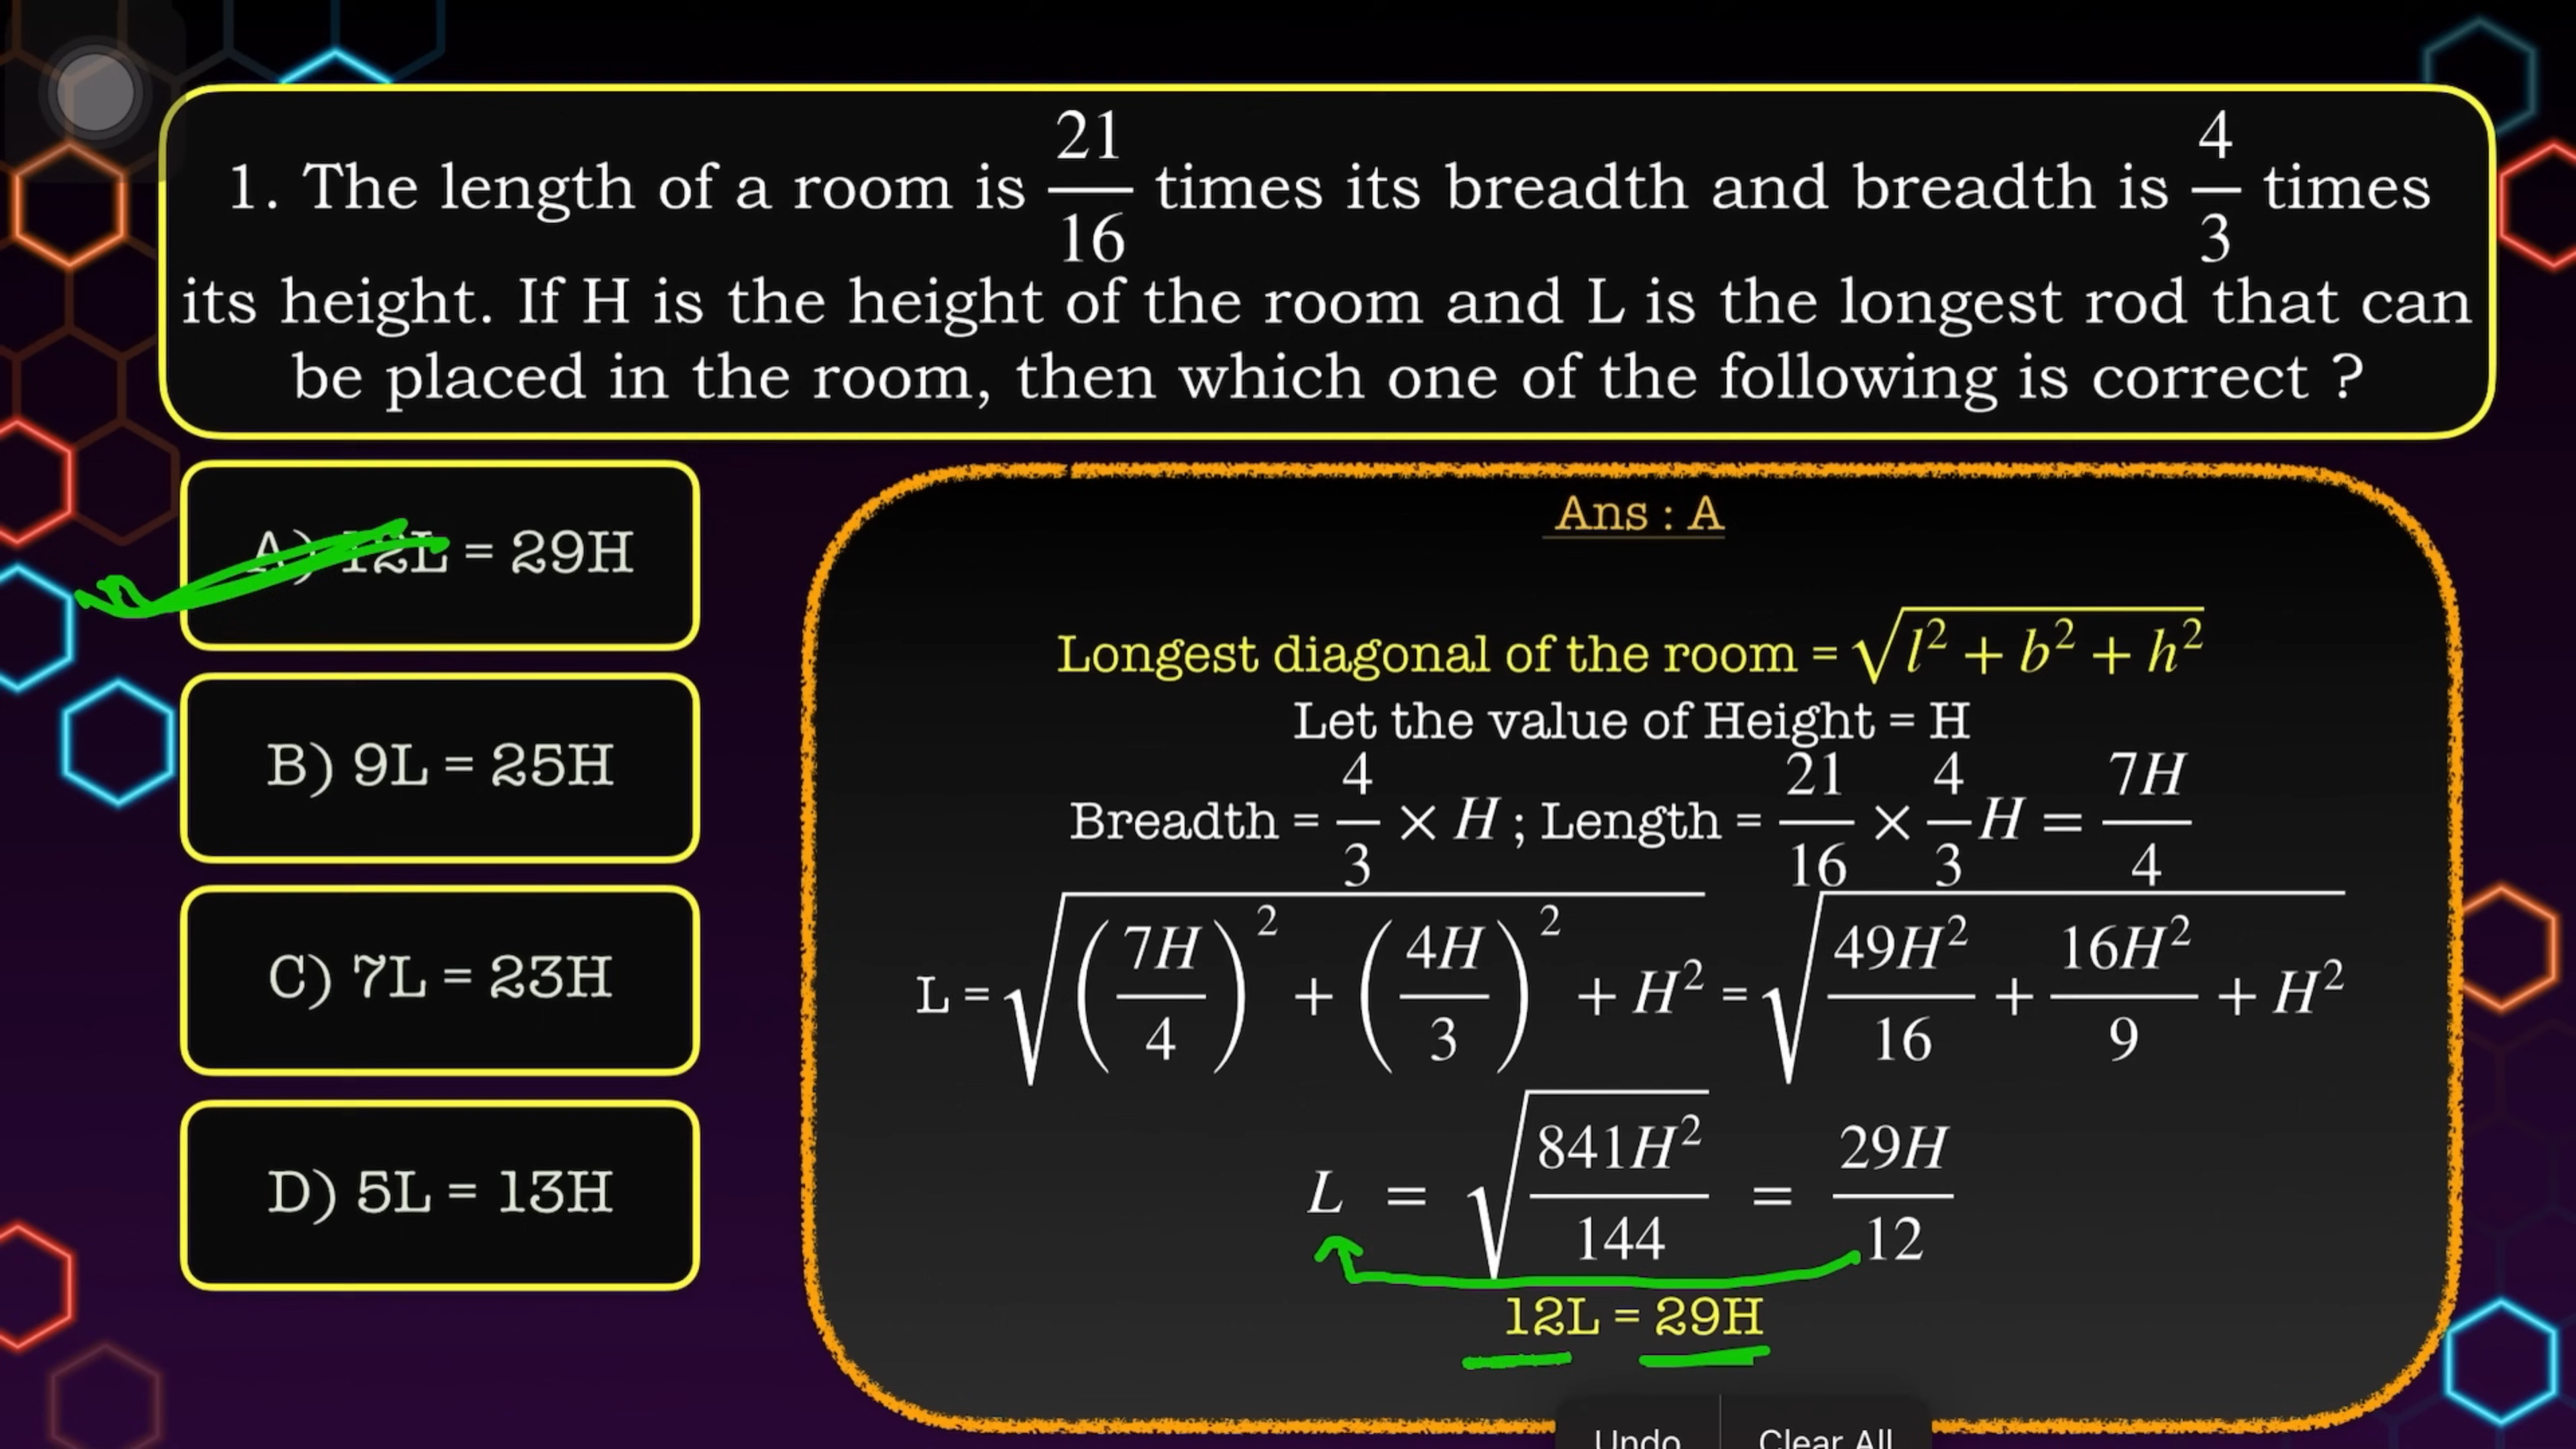 1. The length of a room is 21/16 times its breadth and breadth is 4/3 times
its height. If H is the height of the room and L is the longest rod that can
be placed in the room, then which one of the following is correct ?
A) 12L = 29H
B) 9L = 25H
C) 7L = 23H
D) 5L = 13H
Ans : A
Longest diagonal of the room = √(l² + b² + h²)
Let the value of Height = H
Breadth = 4/3 × H ; Length = 21/16 × 4/3 H = 7H/4
L = √((7H/4)² + (4H/3)² + H²) = √(49H²/16 + 16H²/9 + H²)
L = √(841H²/144) = 29H/12
12L = 29H
Undo Clear All